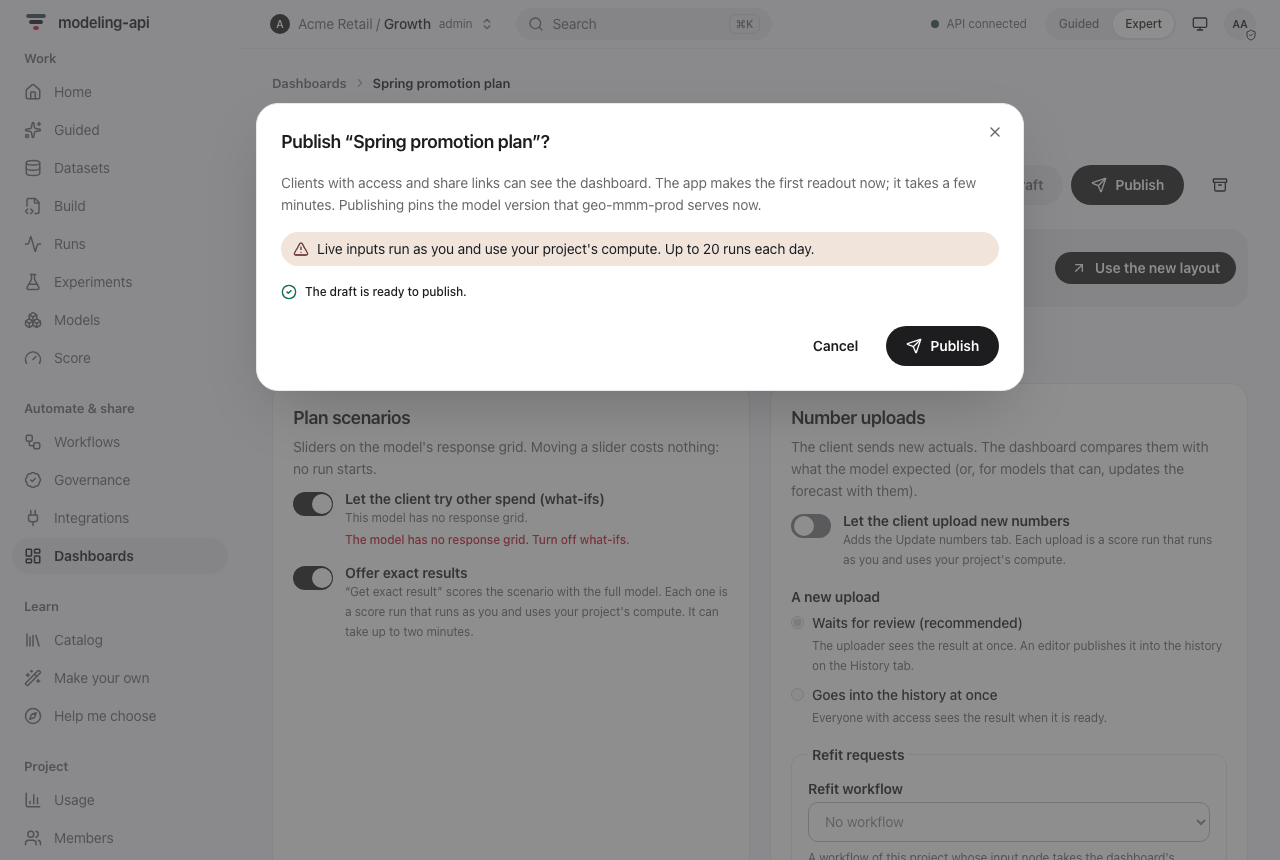 modeling-api
A Acme Retail / Growth admin
Search ⌘K
API connected
Guided Expert
AA
Work
Home
Guided
Datasets
Build
Runs
Experiments
Models
Score
Automate & share
Workflows
Governance
Integrations
Dashboards
Learn
Catalog
Make your own
Help me choose
Project
Usage
Members
Dashboards > Spring promotion plan
Publish
Use the new layout
Publish “Spring promotion plan”?
Clients with access and share links can see the dashboard. The app makes the first readout now; it takes a few
minutes. Publishing pins the model version that geo-mmm-prod serves now.
Live inputs run as you and use your project's compute. Up to 20 runs each day.
The draft is ready to publish.
Cancel Publish
Plan scenarios
Sliders on the model's response grid. Moving a slider costs nothing:
no run starts.
Let the client try other spend (what-ifs)
This model has no response grid.
The model has no response grid. Turn off what-ifs.
Offer exact results
“Get exact result” scores the scenario with the full model. Each one is
a score run that runs as you and uses your project's compute. It can
take up to two minutes.
Number uploads
The client sends new actuals. The dashboard compares them with
what the model expected (or, for models that can, updates the
forecast with them).
Let the client upload new numbers
Adds the Update numbers tab. Each upload is a score run that runs
as you and uses your project's compute.
A new upload
Waits for review (recommended)
The uploader sees the result at once. An editor publishes it into the history
on the History tab.
Goes into the history at once
Everyone with access sees the result when it is ready.
Refit requests
Refit workflow
No workflow
A workflow of this project whose input node takes the dashboard's